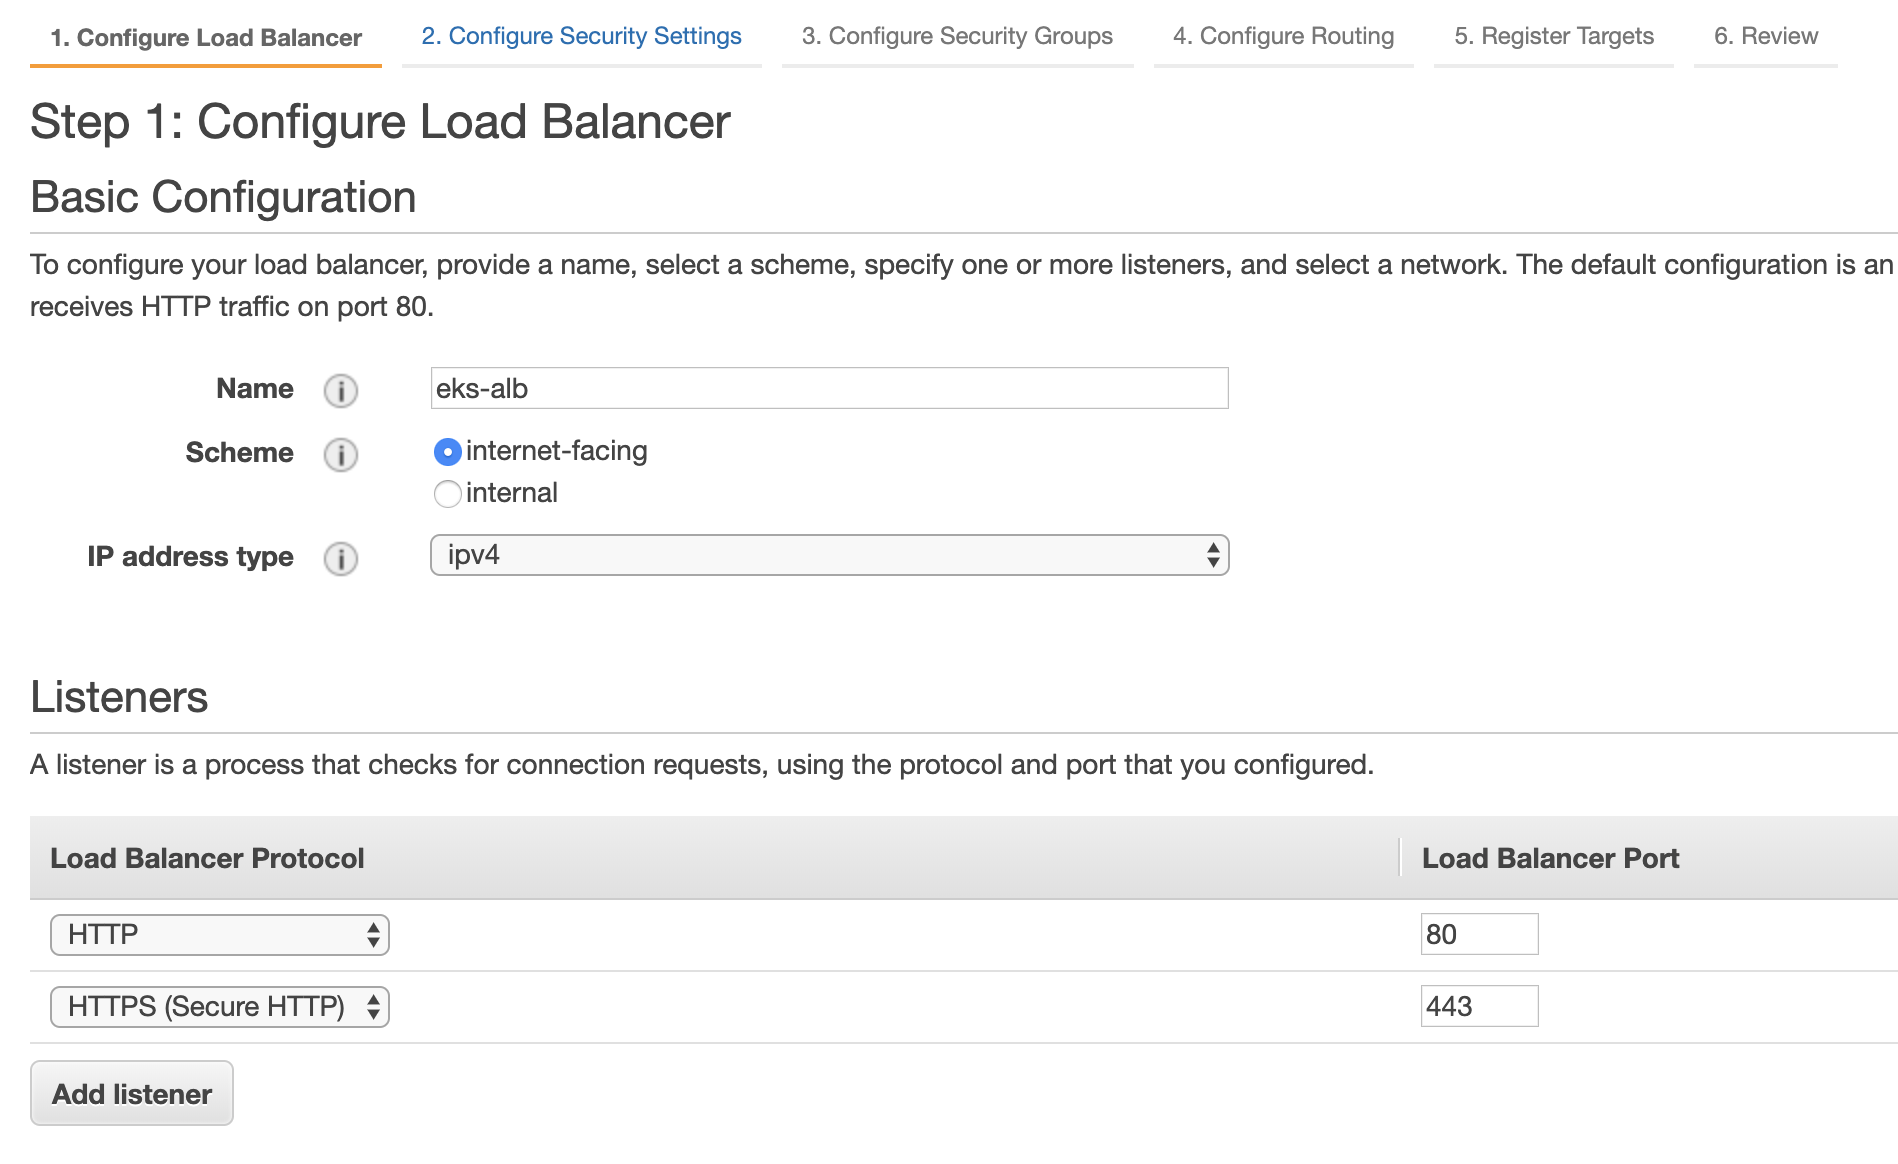 1. Configure Load Balancer 2. Configure Security Settings 3. Configure Security Groups 4. Configure Routing 5. Register Targets 6. Review
Step 1: Configure Load Balancer
Basic Configuration
To configure your load balancer, provide a name, select a scheme, specify one or more listeners, and select a network. The default configuration is an
receives HTTP traffic on port 80.
Name i eks-alb
Scheme i internet-facing
internal
IP address type i ipv4
Listeners
A listener is a process that checks for connection requests, using the protocol and port that you configured.
Load Balancer Protocol Load Balancer Port
HTTP 80
HTTPS (Secure HTTP) 443
Add listener